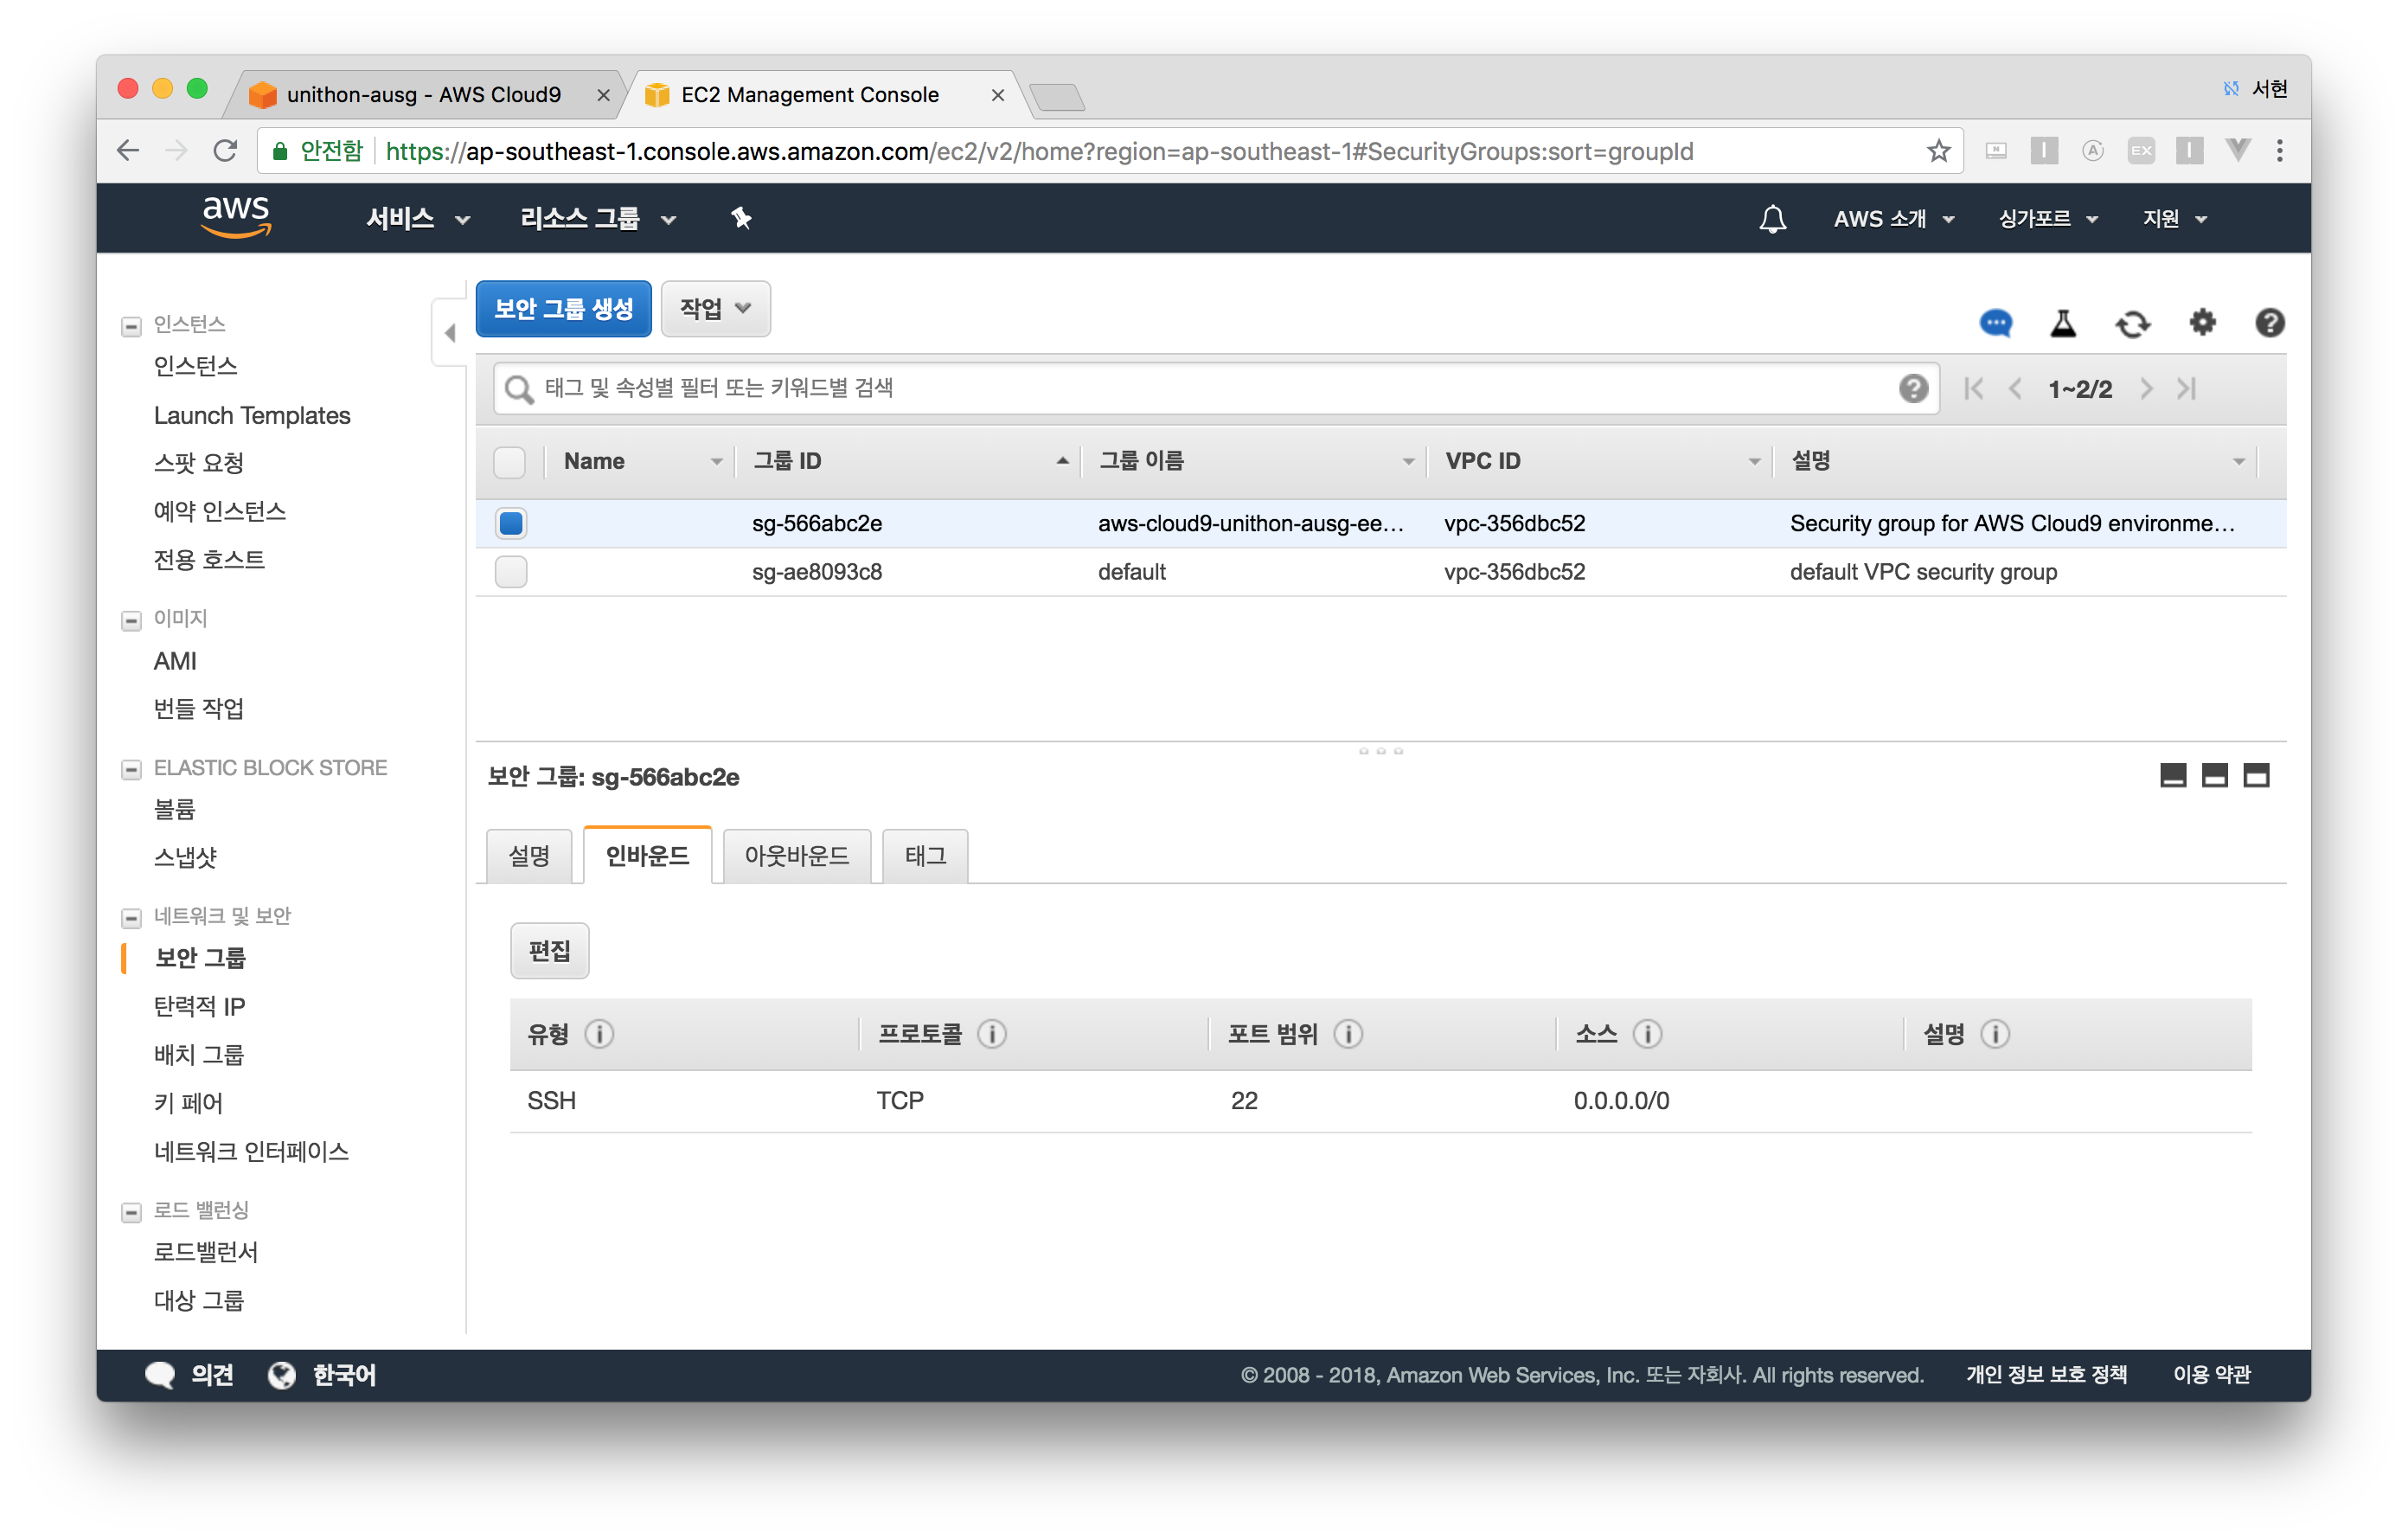 unithon-ausg - AWS Cloud9
EC2 Management Console
서현
안전함
https://ap-southeast-1.console.aws.amazon.com/ec2/v2/home?region=ap-southeast-1#SecurityGroups:sort=groupId
N
I
A
EX
I
aws
서비스
리소스 그룹
AWS 소개
싱가포르
지원
인스턴스
인스턴스
Launch Templates
스팟 요청
예약 인스턴스
전용 호스트
이미지
AMI
번들 작업
ELASTIC BLOCK STORE
볼륨
스냅샷
네트워크 및 보안
보안 그룹
탄력적 IP
배치 그룹
키 페어
네트워크 인터페이스
로드 밸런싱
로드밸런서
대상 그룹
보안 그룹 생성
작업
태그 및 속성별 필터 또는 키워드별 검색
1~2/2
Name 그룹 ID 그룹 이름 VPC ID 설명
sg-566abc2e aws-cloud9-unithon-ausg-ee... vpc-356dbc52 Security group for AWS Cloud9 environme...
sg-ae8093c8 default vpc-356dbc52 default VPC security group
보안 그룹: sg-566abc2e
설명 인바운드 아웃바운드 태그
편집
유형 프로토콜 포트 범위 소스 설명
SSH TCP 22 0.0.0.0/0
의견
한국어
© 2008 - 2018, Amazon Web Services, Inc. 또는 자회사. All rights reserved.
개인 정보 보호 정책
이용 약관